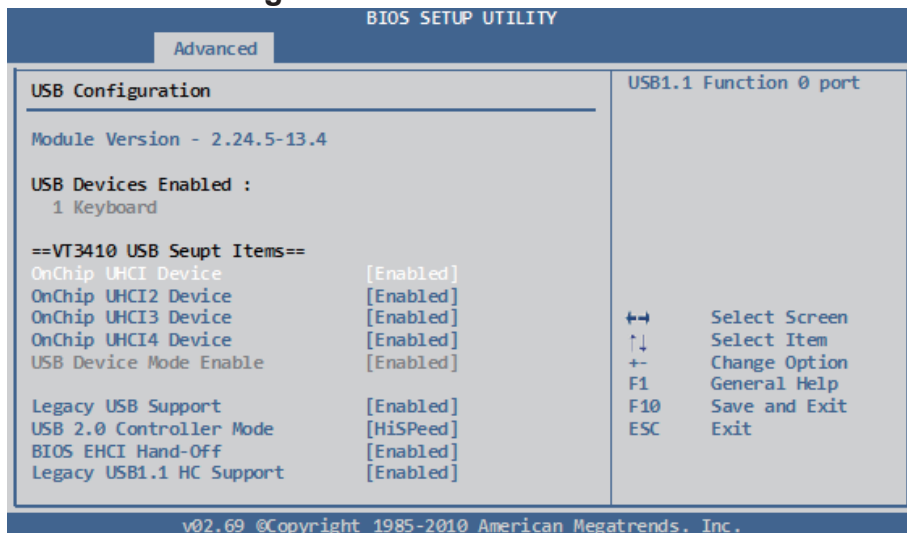 BIOS SETUP UTILITY
Advanced
USB Configuration
Module Version - 2.24.5-13.4
USB Devices Enabled :
1 Keyboard
==VT3410 USB Seupt Items==
OnChip UHCI Device [Enabled]
OnChip UHCI2 Device [Enabled]
OnChip UHCI3 Device [Enabled]
OnChip UHCI4 Device [Enabled]
USB Device Mode Enable [Enabled]
Legacy USB Support [Enabled]
USB 2.0 Controller Mode [HiSPeed]
BIOS EHCI Hand-Off [Enabled]
Legacy USB1.1 HC Support [Enabled]
USB1.1 Function 0 port
←→ Select Screen
↑↓ Select Item
+- Change Option
F1 General Help
F10 Save and Exit
ESC Exit
v02.69 ©Copyright 1985-2010 American Megatrends, Inc.